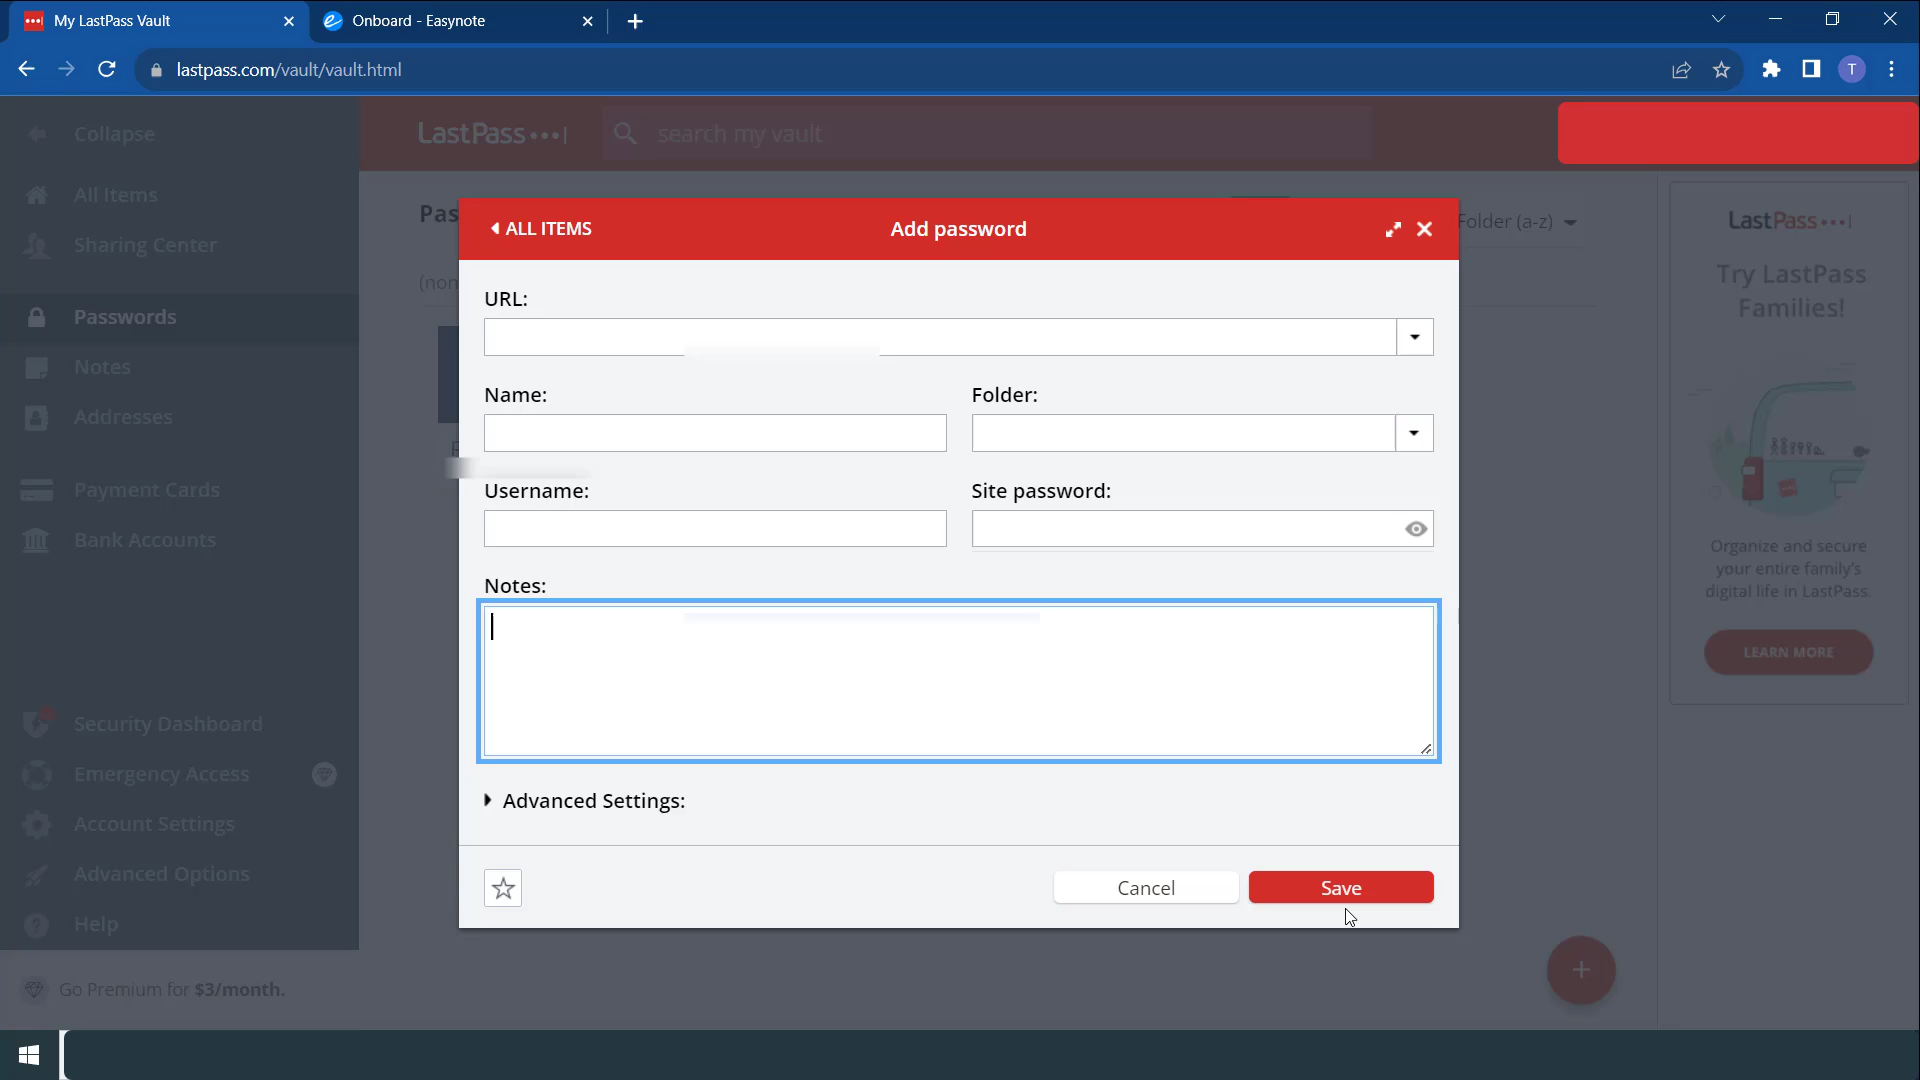 My LastPass Vault
Onboard - Easynote
lastpass.com/vault/vault.html
T
Collapse
LastPass
search my vault
All Items
Sharing Center
Passwords
Notes
Addresses
Payment Cards
Bank Accounts
Security Dashboard
Emergency Access
Account Settings
Advanced Options
Help
Go Premium for $3/month.
Pas
Folder (a-z)
(non
ALL ITEMS
Add password
URL:
Name:
Folder:
Username:
Site password:
Notes:
Advanced Settings:
Cancel
Save
LastPass
Try LastPass
Families!
Organize and secure
your entire family's
digital life in LastPass.
LEARN MORE